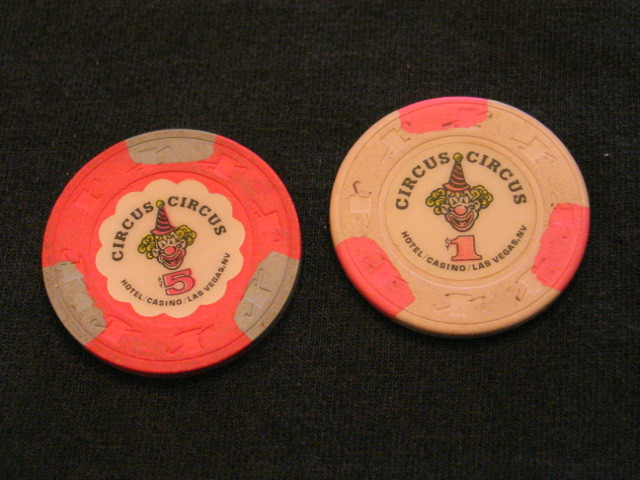 CIRCUS CIRCUS
$5
HOTEL/CASINO/LAS VEGAS, NV
CIRCUS CIRCUS
$1
HOTEL/CASINO/LAS VEGAS, NV